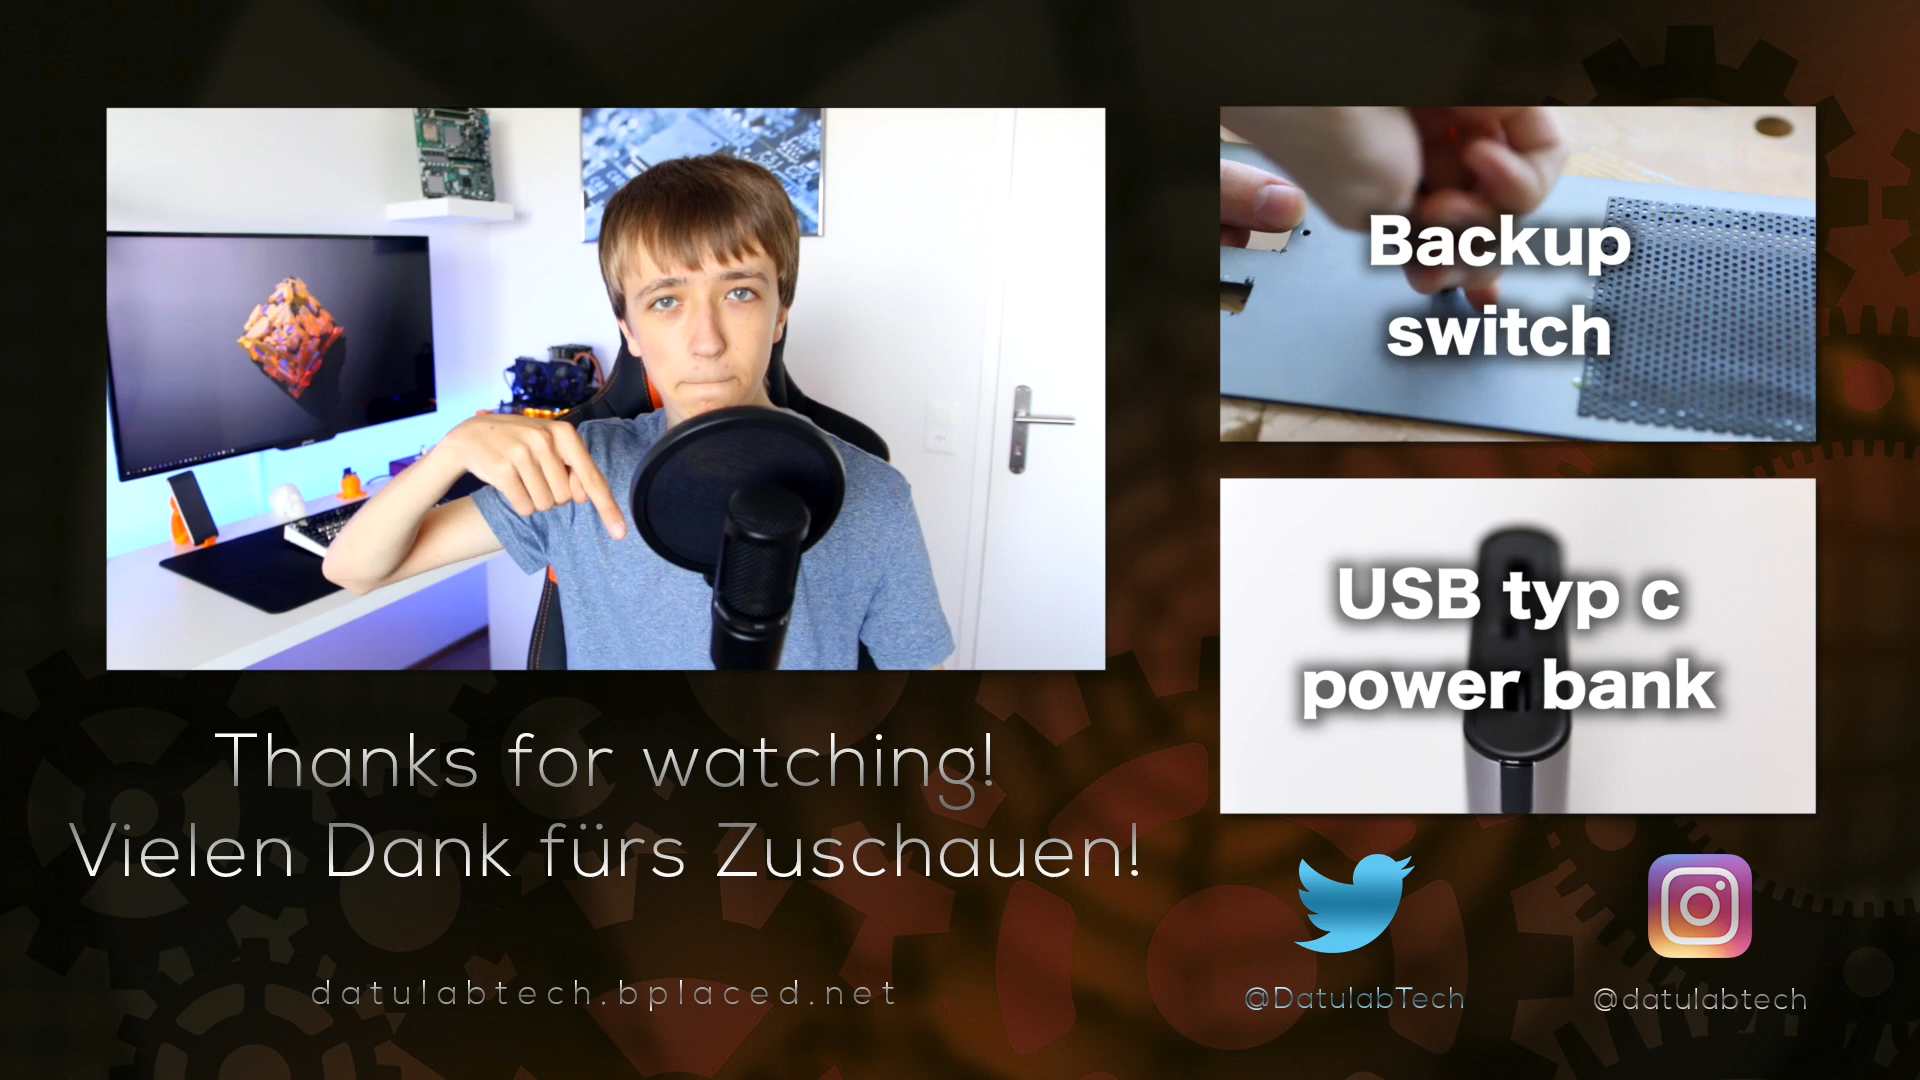 Backup
switch
USB typ c
power bank
Thanks for watching!
Vielen Dank fürs Zuschauen!
datulabtech.bplaced.net
@DatulabTech
@datulabtech